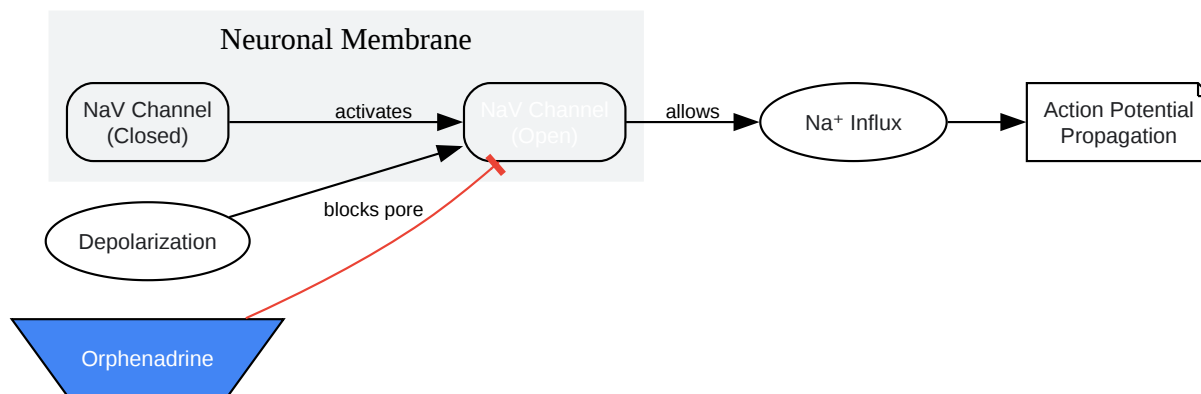 Neuronal Membrane
NaV Channel
(Closed)
activates
NaV Channel
(Open)
allows
Na⁺ Influx
Action Potential
Propagation
blocks pore
Depolarization
Orphenadrine